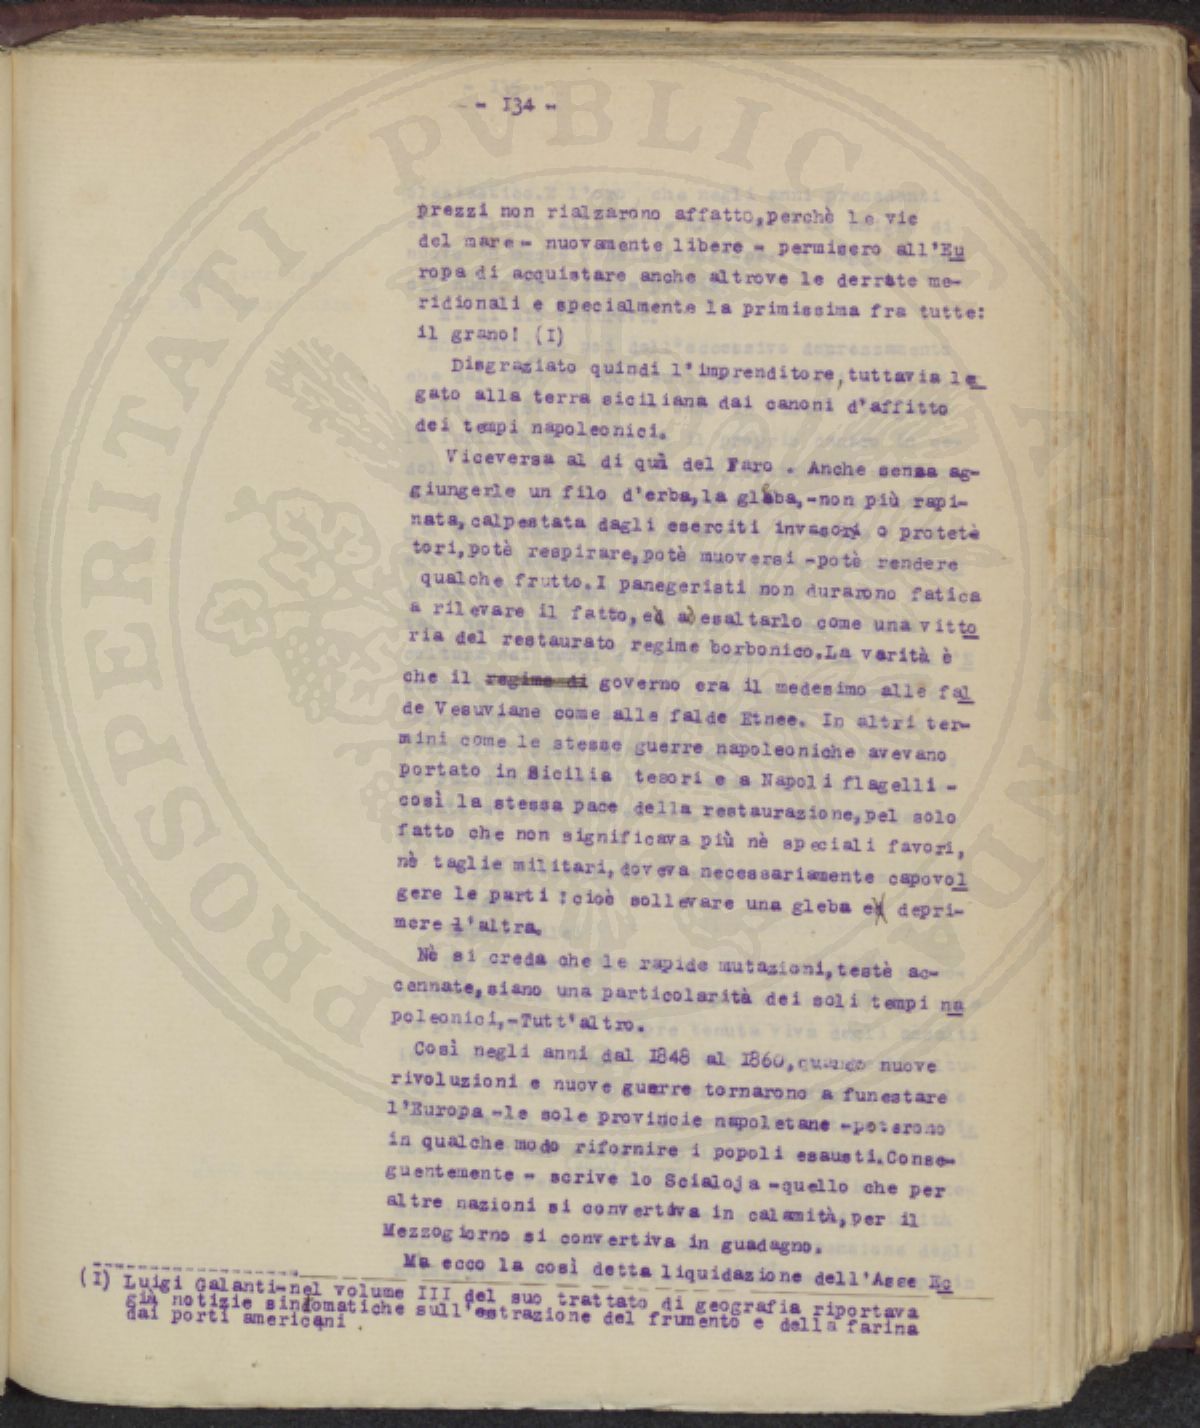 - I34 -
prezzi non rialzarono affatto,perchè le vie
del mare - nuovamente libere - permisero all'Eu
ropa di acquistare anche altrove le derrate me-
ridionali e specialmente la primissima fra tutte:
il grano! (I)
Disgraziato quindi l'imprenditore,tuttavia le
gato alla terra siciliana dai canoni d'affitto
dei tempi napoleonici.
Viceversa al di quà del Faro . Anche senza ag-
giungerle un filo d'erba,la gleba,-non più rapi-
nata,calpestata dagli eserciti invasori o protet
tori,potè respirare,potè muoversi -potè rendere
qualche frutto.I panegeristi non durarono fatica
a rilevare il fatto,e a esaltarlo come una vitto
ria del restaurato regime borbonico.La verità è
che il regime di governo era il medesimo alle fal
de Vesuviane come alle falde Etnee. In altri ter-
mini come le stesse guerre napoleoniche avevano
portato in Sicilia tesori e a Napoli flagelli -
così la stessa pace della restaurazione,pel solo
fatto che non significava più nè speciali favori,
nè taglie militari,doveva necessariamente capovol
gere le parti :cioè sollevare una gleba e depri-
mere l'altra.
Nè si creda che le rapide mutazioni,testè ac-
cennate,siano una particolarità dei soli tempi na
poleonici,-Tutt'altro.
Così negli anni dal I848 al I860,quando nuove
rivoluzioni e nuove guerre tornarono a funestare
l'Europa -le sole provincie napoletane -poterono
in qualche modo rifornire i popoli esausti.Conse-
guentemente - scrive lo Scialoja -quello che per
altre nazioni si convertiva in calamità,per il
Mezzogiorno si convertiva in guadagno.
Ma ecco la così detta liquidazione dell'Asse Ec
(I) Luigi Galanti-nel volume III del suo trattato di geografia riportava
già notizie sindomatiche sull'estrazione del frumento e della farina
dai porti americani .
PROSPERITATI PVBLICAE AVGENDAE